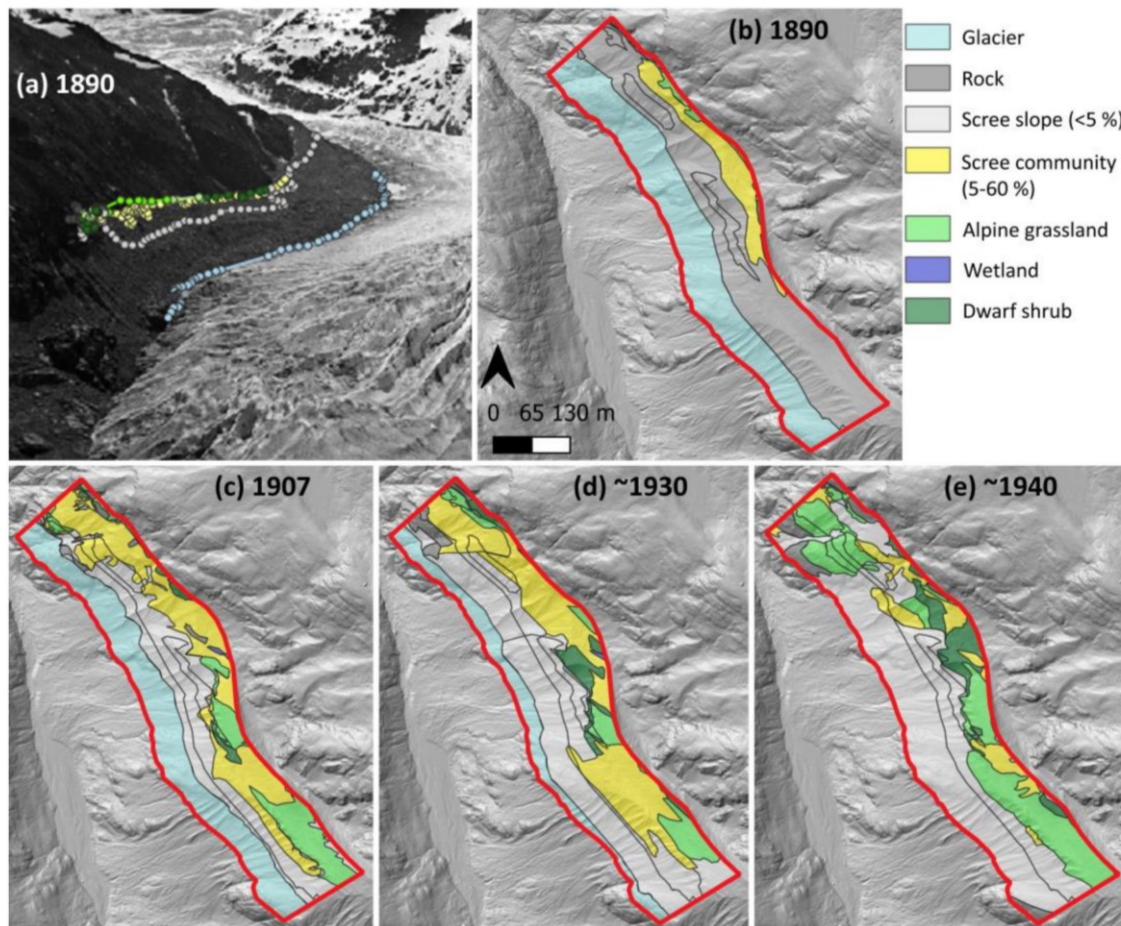 (a) 1890
(b) 1890
0 65 130 m
Glacier
Rock
Scree slope (<5 %)
Scree community
(5-60 %)
Alpine grassland
Wetland
Dwarf shrub
(c) 1907
(d) ~1930
(e) ~1940